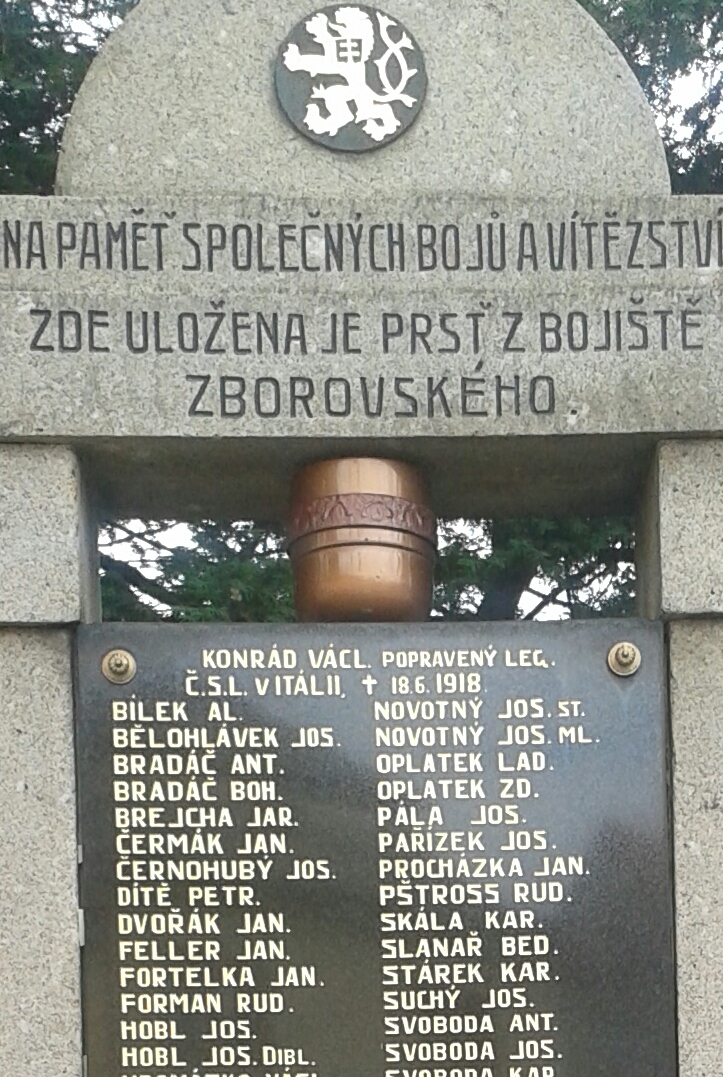 NA PAMĚŤ SPOLEČNÝCH BOJŮ A VÍTĚZSTVÍ
ZDE ULOŽENA JE PRSŤ Z BOJIŠTĚ
ZBOROVSKÉHO.
KONRÁD VÁCL. POPRAVENÝ LEG.
Č.S.L. V ITÁLII, ✝ 18.6.1918.
BÍLEK AL.
BĚLOHLÁVEK JOS.
BRADÁČ ANT.
BRADÁČ BOH.
BREJCHA JAR.
ČERMÁK JAN.
ČERNOHUBÝ JOS.
DÍTĚ PETR.
DVOŘÁK JAN.
FELLER JAN.
FORTELKA JAN.
FORMAN RUD.
HOBL JOS.
HOBL JOS. DIBL.
NOVOTNÝ JOS. ST.
NOVOTNÝ JOS. ML.
OPLATEK LAD.
OPLATEK ZD.
PÁLA JOS.
PAŘÍZEK JOS.
PROCHÁZKA JAN.
PŠTROSS RUD.
SKÁLA KAR.
SLANAŘ BED.
STÁREK KAR.
SUCHÝ JOS.
SVOBODA ANT.
SVOBODA JOS.
SVOBODA KAR.